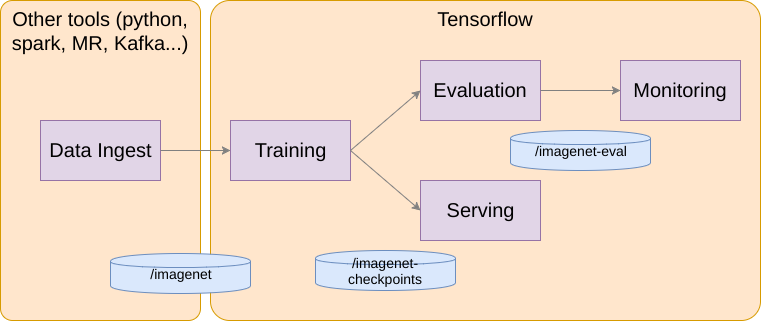 Other tools (python,
spark, MR, Kafka...)
Tensorflow
Data Ingest
Training
Evaluation
Monitoring
Serving
/imagenet-eval
/imagenet
/imagenet-
checkpoints